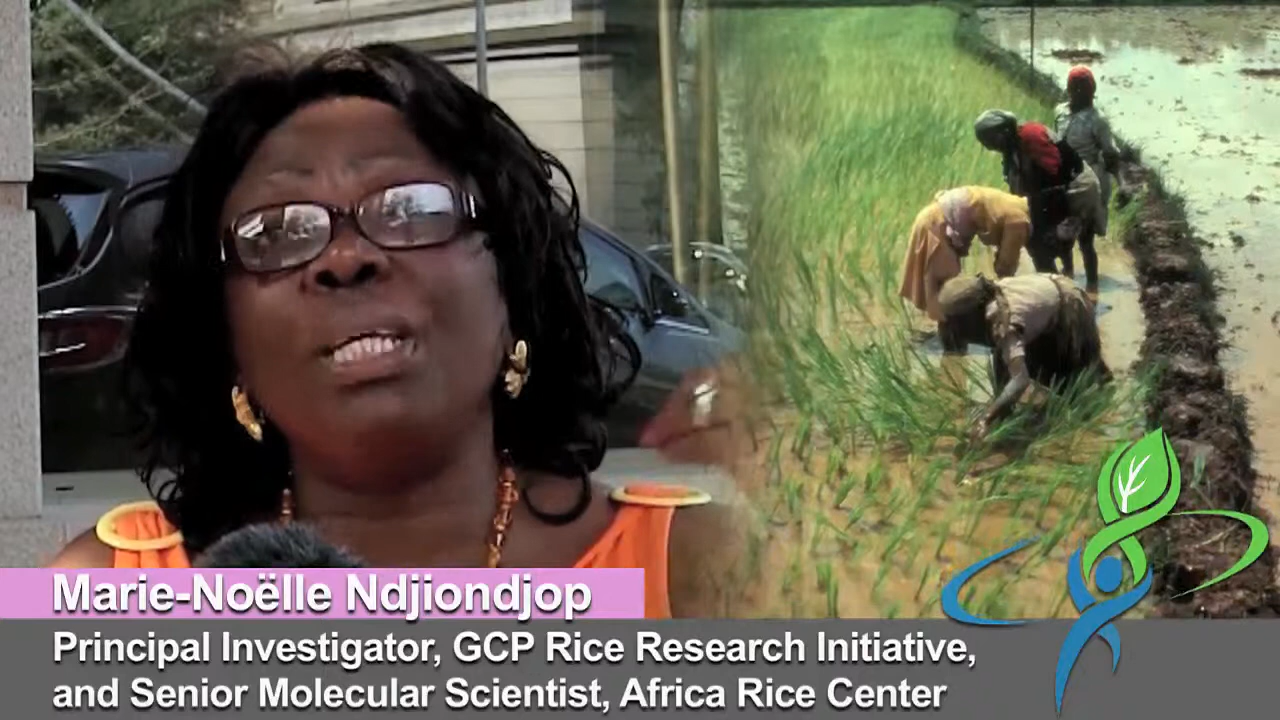 Marie-Noëlle Ndjiondjop
Principal Investigator, GCP Rice Research Initiative,
and Senior Molecular Scientist, Africa Rice Center